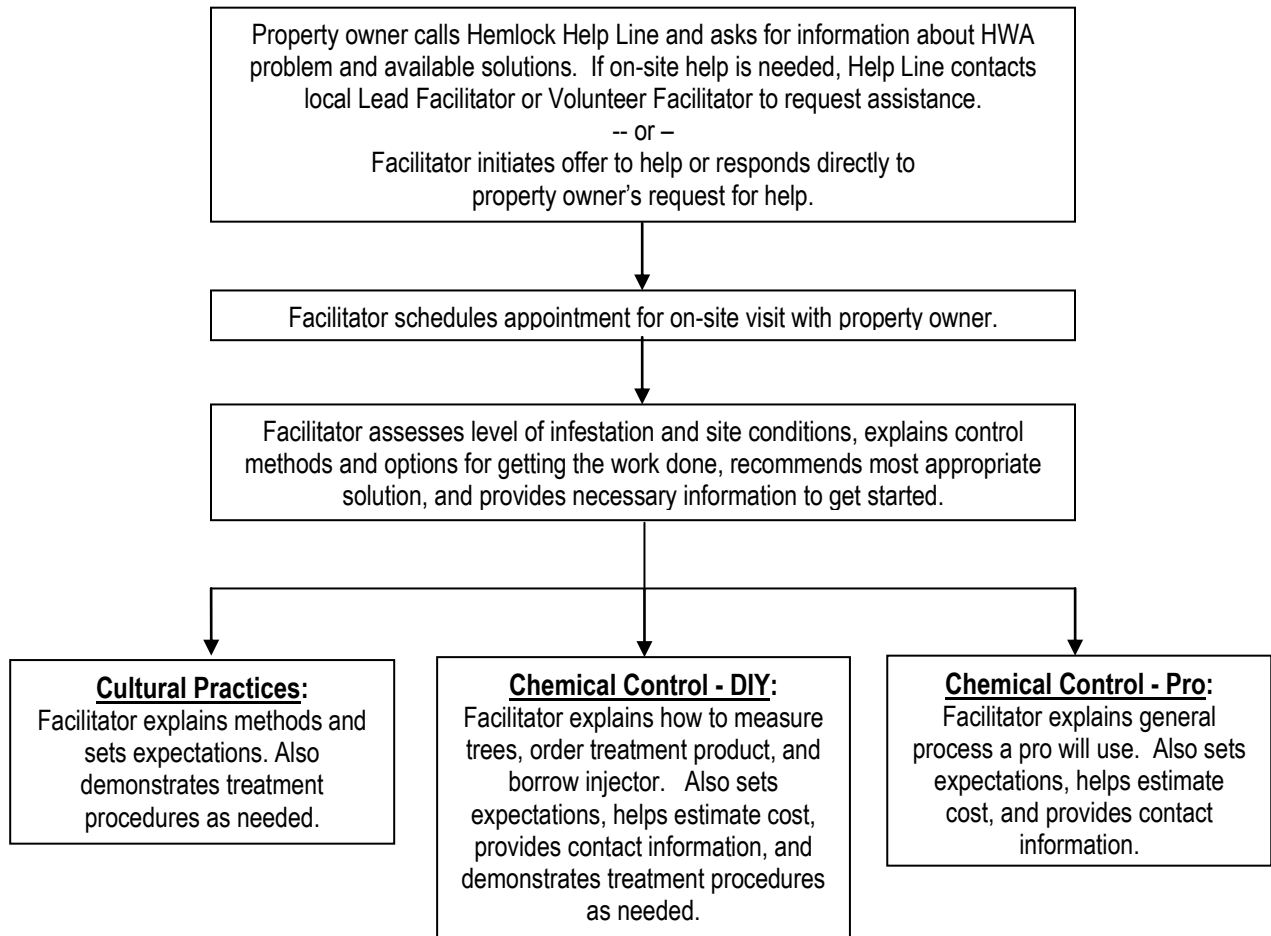 Property owner calls Hemlock Help Line and asks for information about HWA
problem and available solutions.  If on-site help is needed, Help Line contacts
local Lead Facilitator or Volunteer Facilitator to request assistance.
-- or –
Facilitator initiates offer to help or responds directly to
property owner’s request for help.
Facilitator schedules appointment for on-site visit with property owner.
Facilitator assesses level of infestation and site conditions, explains control
methods and options for getting the work done, recommends most appropriate
solution, and provides necessary information to get started.
Cultural Practices:
Facilitator explains methods and
sets expectations. Also
demonstrates treatment
procedures as needed.
Chemical Control - DIY:
Facilitator explains how to measure
trees, order treatment product, and
borrow injector.   Also sets
expectations, helps estimate cost,
provides contact information, and
demonstrates treatment procedures
as needed.
Chemical Control - Pro:
Facilitator explains general
process a pro will use.  Also sets
expectations, helps estimate
cost, and provides contact
information.